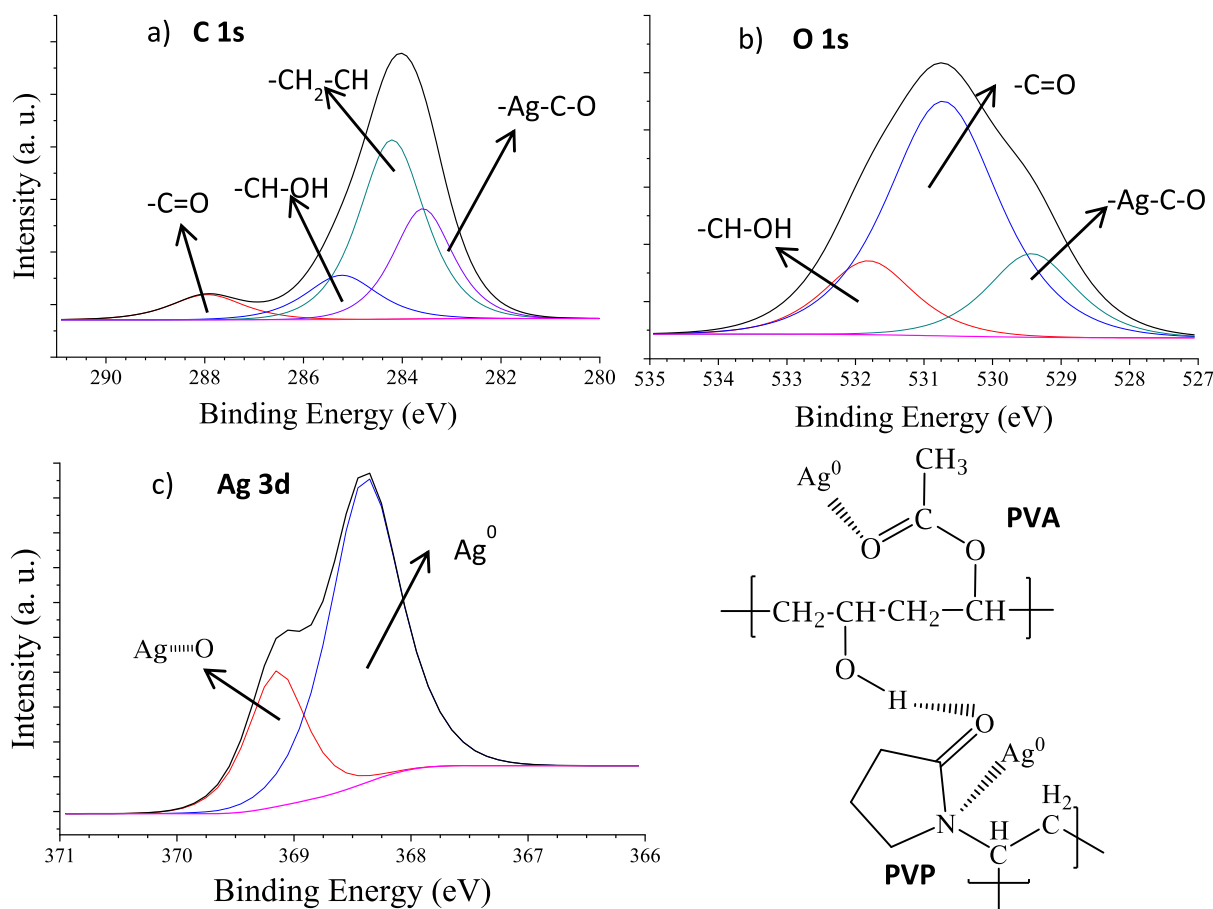 a) C 1s
-CH₂-CH
-Ag-C-O
-CH-OH
-C=O
Intensity (a. u.)
290 288 286 284 282 280
Binding Energy (eV)
b) O 1s
-C=O
-CH-OH
-Ag-C-O
Intensity (a. u.)
535 534 533 532 531 530 529 528 527
Binding Energy (eV)
c) Ag 3d
Ag⁰
Ag O
Intensity (a. u.)
371 370 369 368 367 366
Binding Energy (eV)
CH₃
Ag⁰
C
PVA
O
O
CH₂-CH-CH₂-CH
O
H
O
Ag⁰
H₂
N H C
C
PVP